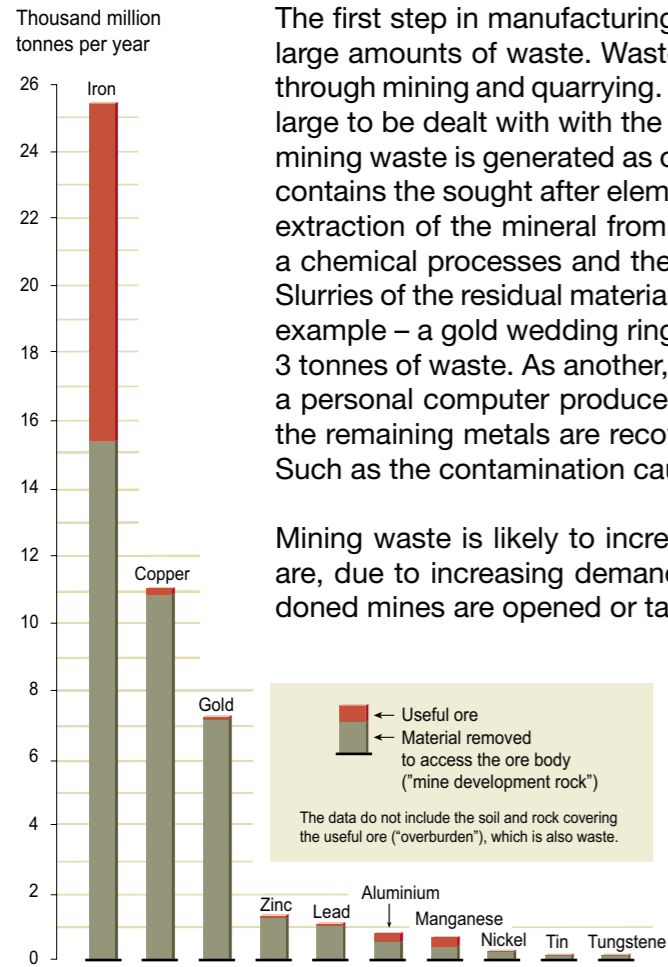 Thousand million
tonnes per year
26
24
22
20
18
16
14
12
10
8
6
4
2
0
Iron
Copper
Gold
Zinc
Lead
Aluminium
Manganese
Nickel
Tin
Tungstene
Useful ore
Material removed
to access the ore body
("mine development rock")
The data do not include the soil and rock covering
the useful ore ("overburden"), which is also waste.
The first step in manufacturing
large amounts of waste. Waste
through mining and quarrying.
large to be dealt with with the
mining waste is generated as
contains the sought after elem
extraction of the mineral from
a chemical processes and the
Slurries of the residual materia
example – a gold wedding ring
3 tonnes of waste. As another,
a personal computer produce
the remaining metals are reco
Such as the contamination cau
Mining waste is likely to incre
are, due to increasing demand
doned mines are opened or ta